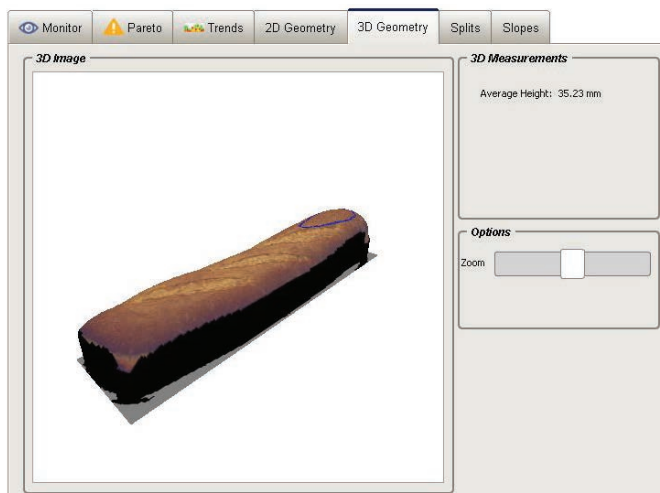 Monitor Pareto Trends 2D Geometry 3D Geometry Splits Slopes
3D Image
3D Measurements
Average Height: 35.23 mm
Options
Zoom